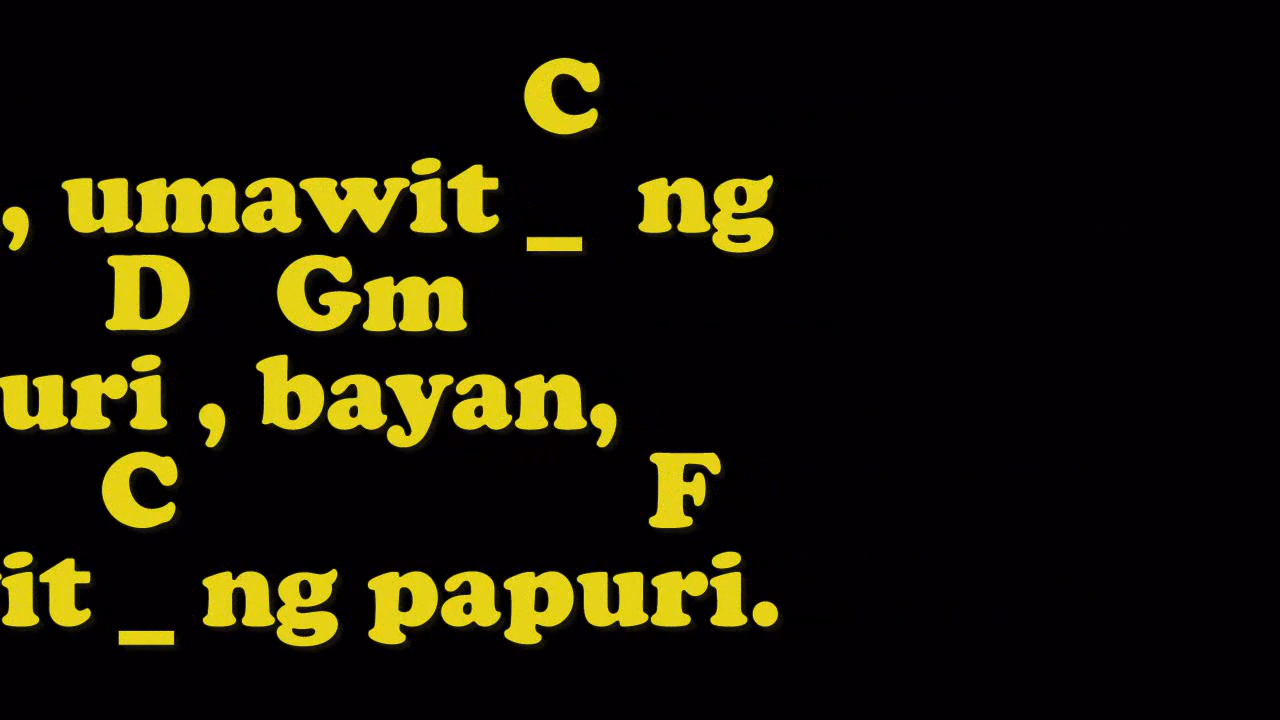 C
, umawit _ ng
D Gm
uri , bayan,
C F
it _ ng papuri.